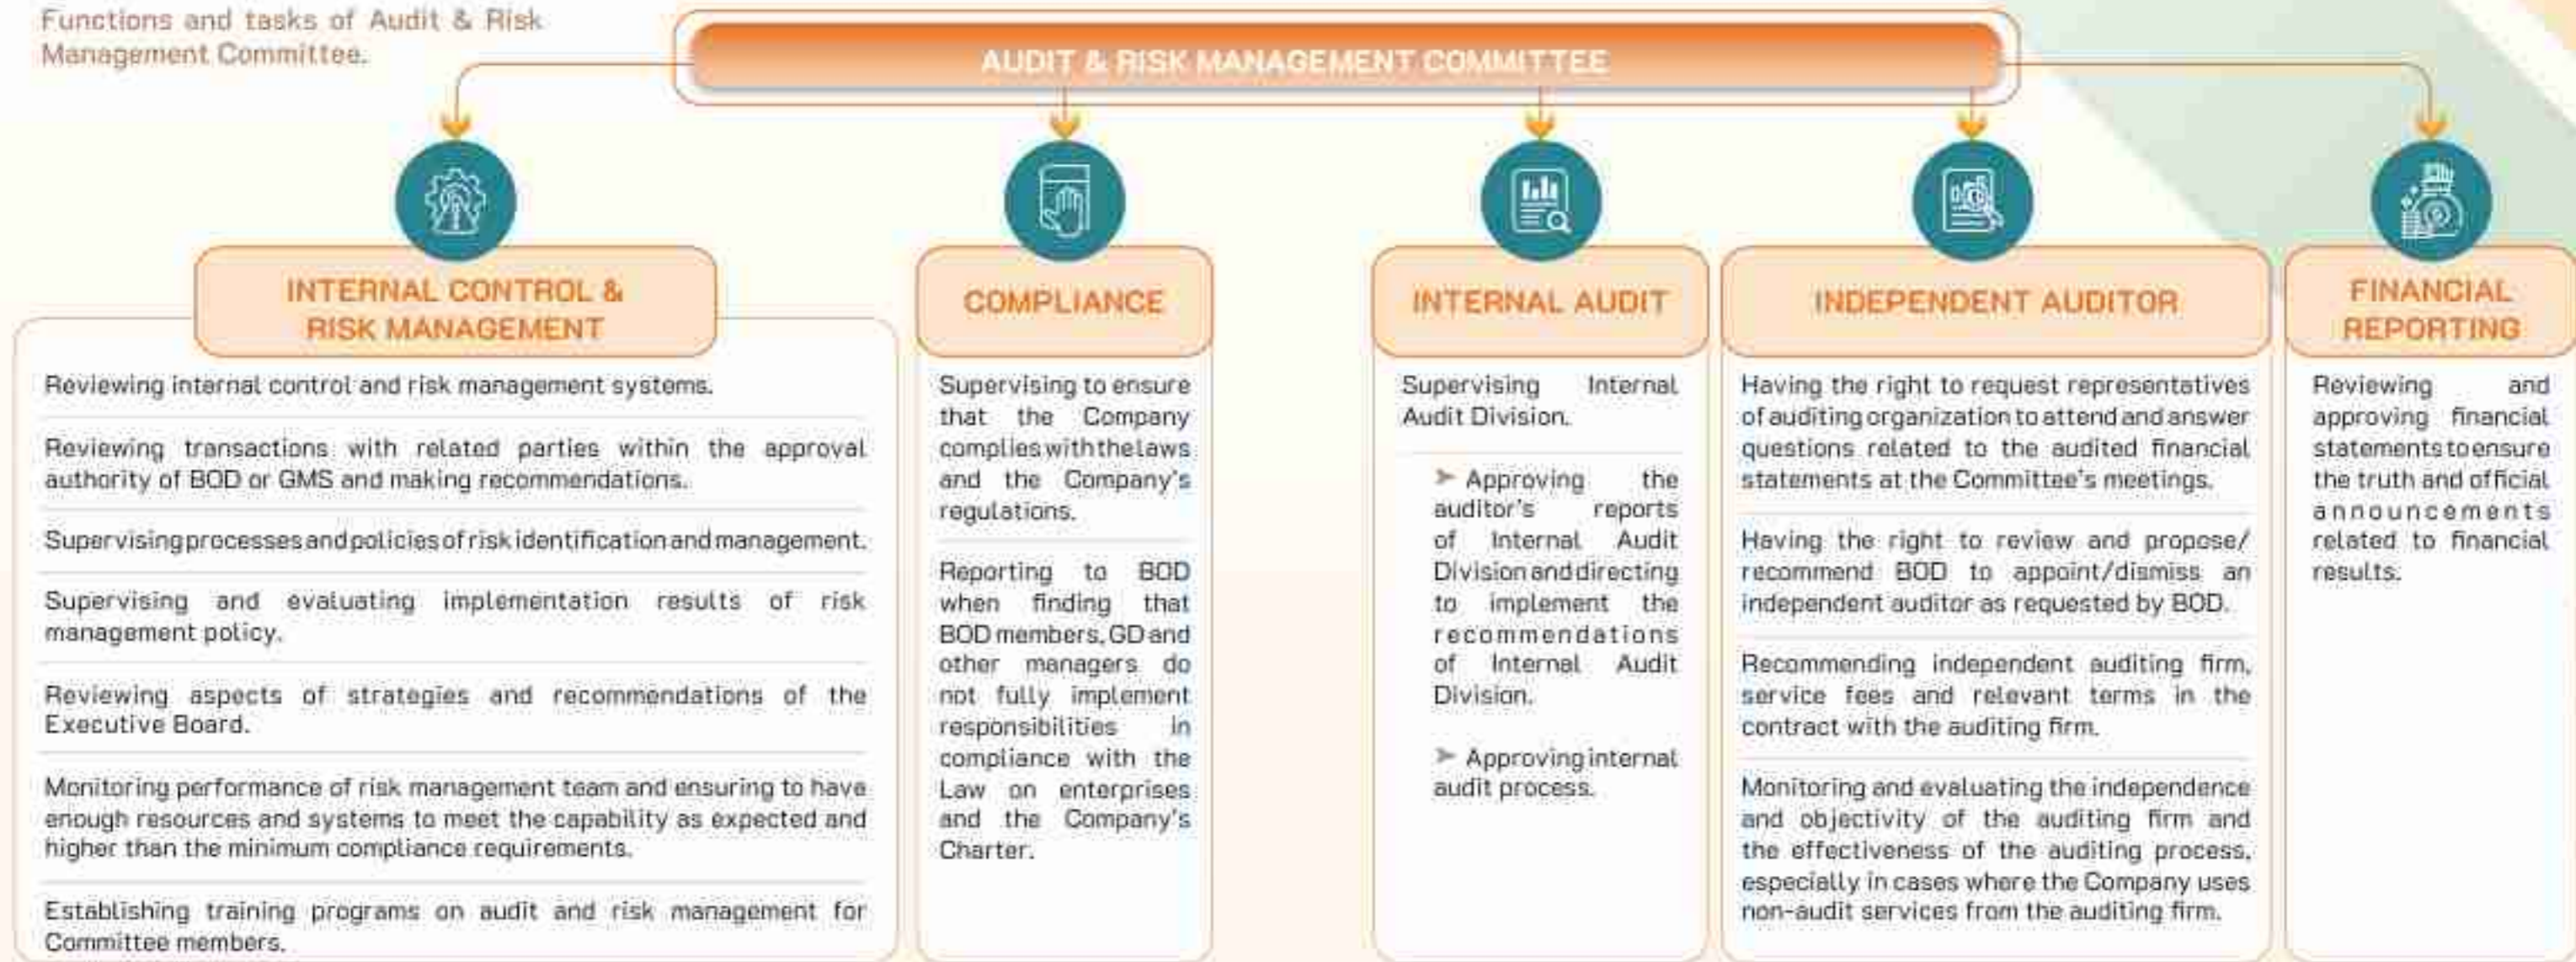 Functions and tasks of Audit & Risk
Management Committee.
AUDIT & RISK MANAGEMENT COMMITTEE
INTERNAL CONTROL &
RISK MANAGEMENT
Reviewing internal control and risk management systems.
Reviewing transactions with related parties within the approval
authority of BOD or GMS and making recommendations.
Supervising processes and policies of risk identification and management.
Supervising and evaluating implementation results of risk
management policy.
Reviewing aspects of strategies and recommendations of the
Executive Board.
Monitoring performance of risk management team and ensuring to have
enough resources and systems to meet the capability as expected and
higher than the minimum compliance requirements.
Establishing training programs on audit and risk management for
Committee members.
COMPLIANCE
Supervising to ensure
that the Company
complies with the laws
and the Company's
regulations.
Reporting to BOD
when finding that
BOD members, GD and
other managers do
not fully implement
responsibilities in
compliance with the
Law on enterprises
and the Company's
Charter.
INTERNAL AUDIT
Supervising Internal
Audit Division.
➢ Approving the
auditor's reports
of Internal Audit
Division and directing
to implement the
recommendations
of Internal Audit
Division.
➢ Approving internal
audit process.
INDEPENDENT AUDITOR
Having the right to request representatives
of auditing organization to attend and answer
questions related to the audited financial
statements at the Committee's meetings.
Having the right to review and propose/
recommend BOD to appoint/dismiss an
independent auditor as requested by BOD.
Recommending independent auditing firm,
service fees and relevant terms in the
contract with the auditing firm.
Monitoring and evaluating the independence
and objectivity of the auditing firm and
the effectiveness of the auditing process,
especially in cases where the Company uses
non-audit services from the auditing firm.
FINANCIAL
REPORTING
Reviewing and
approving financial
statements to ensure
the truth and official
announcements
related to financial
results.